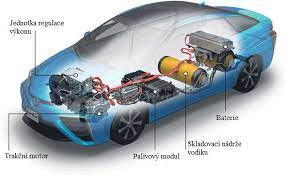 Jednotka regulace
výkonu
Baterie
Skladovací nádrže
vodíku
Trakční motor
Palivový modul